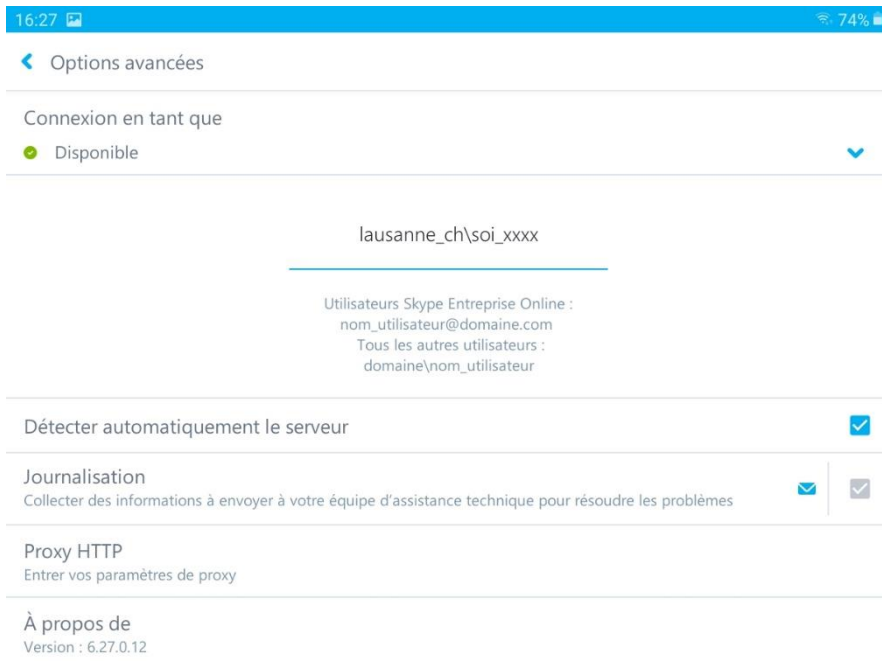 16:27 74%
Options avancées
Connexion en tant que
Disponible
lausanne_ch\soi_xxxx
Utilisateurs Skype Entreprise Online :
nom_utilisateur@domaine.com
Tous les autres utilisateurs :
domaine\nom_utilisateur
Détecter automatiquement le serveur
Journalisation
Collecter des informations à envoyer à votre équipe d'assistance technique pour résoudre les problèmes
Proxy HTTP
Entrer vos paramètres de proxy
À propos de
Version : 6.27.0.12